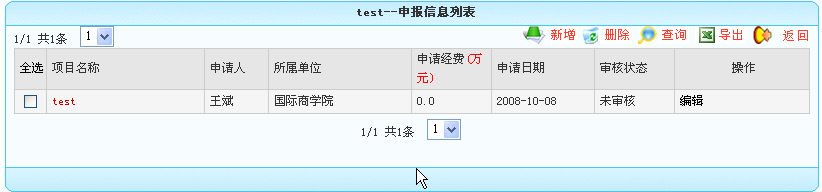 test--申报信息列表
1/1 共1条 1 新增 删除 查询 导出 返回
全选 项目名称 申请人 所属单位 申请经费(万元) 申请日期 审核状态 操作
test 王斌 国际商学院 0.0 2008-10-08 未审核 编辑
1/1 共1条 1